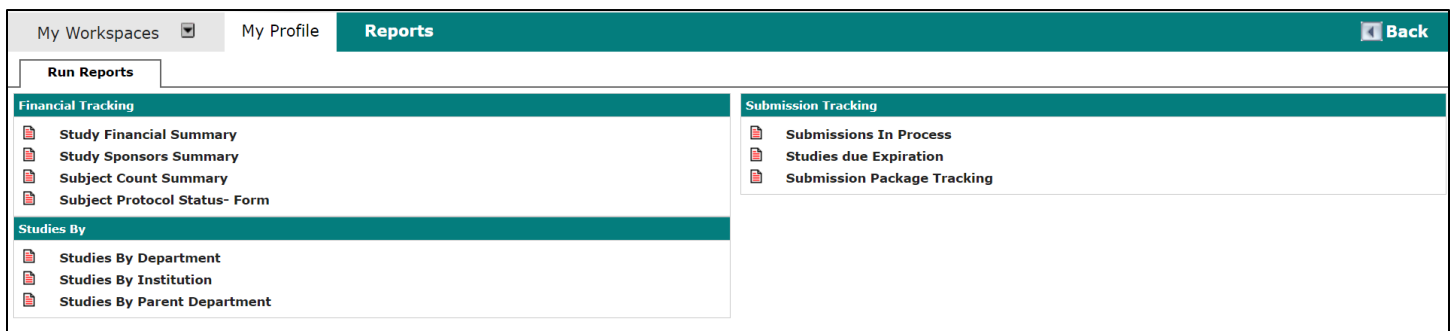 My Workspaces My Profile Reports Back
Run Reports
Financial Tracking
Study Financial Summary
Study Sponsors Summary
Subject Count Summary
Subject Protocol Status- Form
Studies By
Studies By Department
Studies By Institution
Studies By Parent Department
Submission Tracking
Submissions In Process
Studies due Expiration
Submission Package Tracking